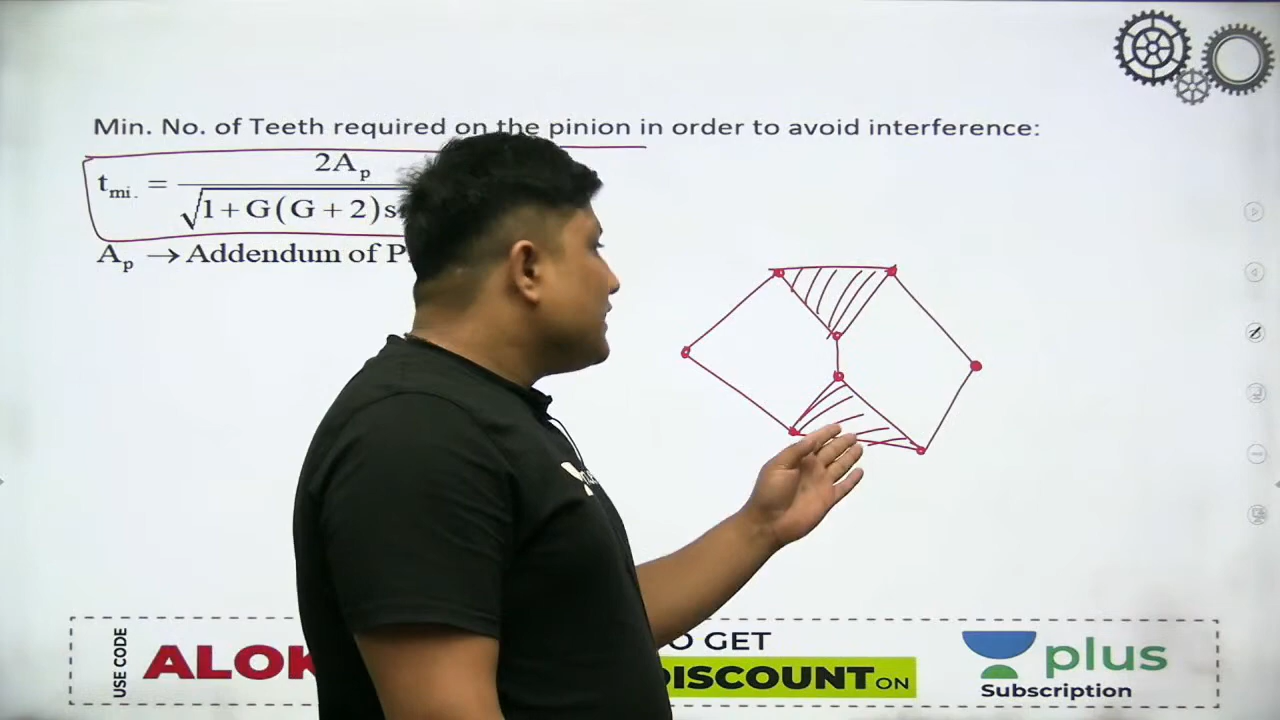 Min. No. of Teeth required on the pinion in order to avoid interference:
t_mi. = 2A_p / √1+G(G+2)s
A_p → Addendum of P
USE CODE
ALOK
O GET
DISCOUNT ON
plus
Subscription